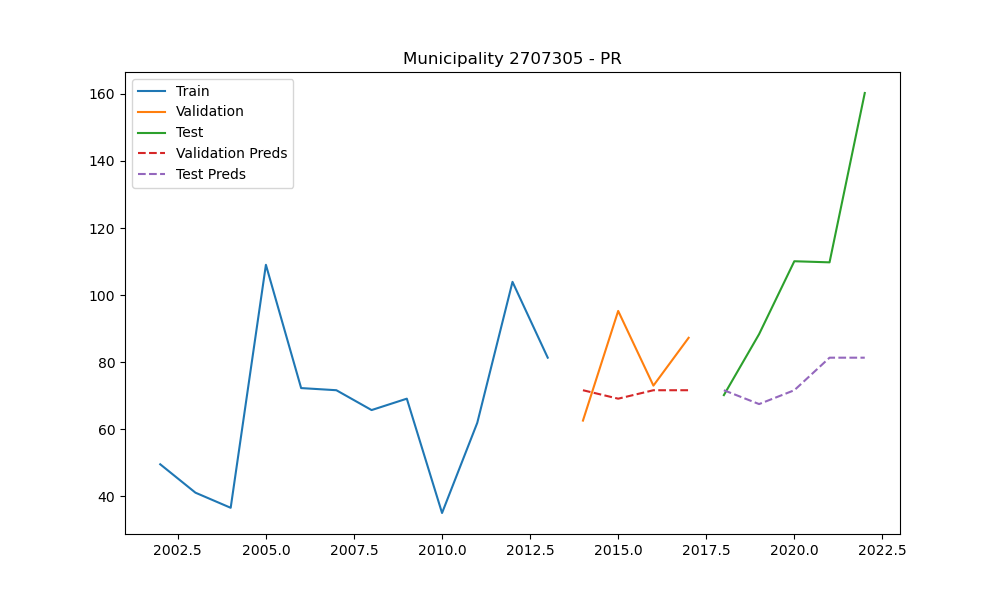 Municipality 2707305 - PR
Train
Validation
Test
Validation Preds
Test Preds
160
140
120
100
80
60
40
2002.5 2005.0 2007.5 2010.0 2012.5 2015.0 2017.5 2020.0 2022.5